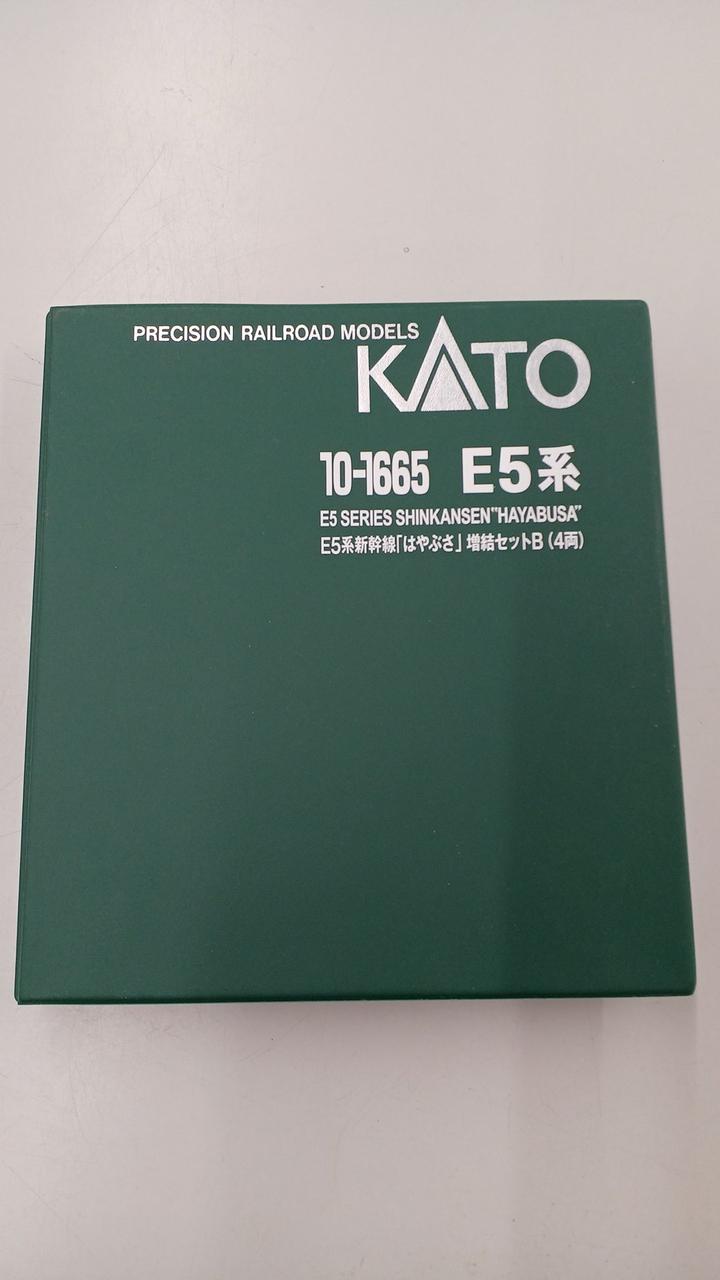 PRECISION RAILROAD MODELS
KATO
10-1665 E5系
E5 SERIES SHINKANSEN"HAYABUSA"
E5系新幹線「はやぶさ」増結セットB(4両)